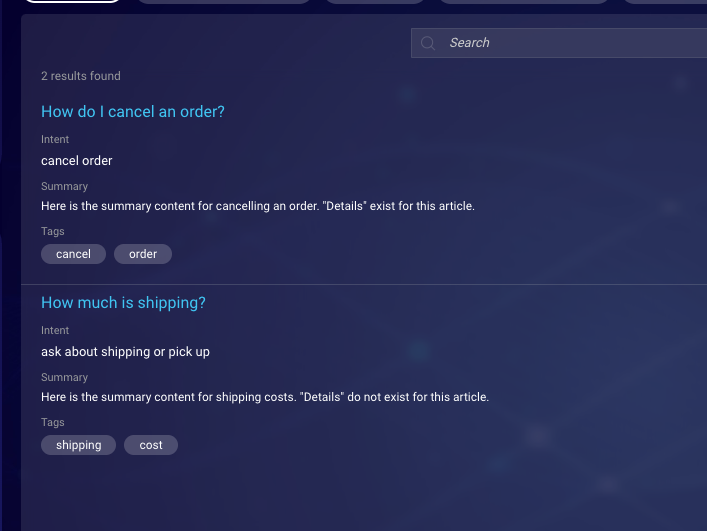 Search
2 results found
How do I cancel an order?
Intent
cancel order
Summary
Here is the summary content for cancelling an order. "Details" exist for this article.
Tags
cancel order
How much is shipping?
Intent
ask about shipping or pick up
Summary
Here is the summary content for shipping costs. "Details" do not exist for this article.
Tags
shipping cost